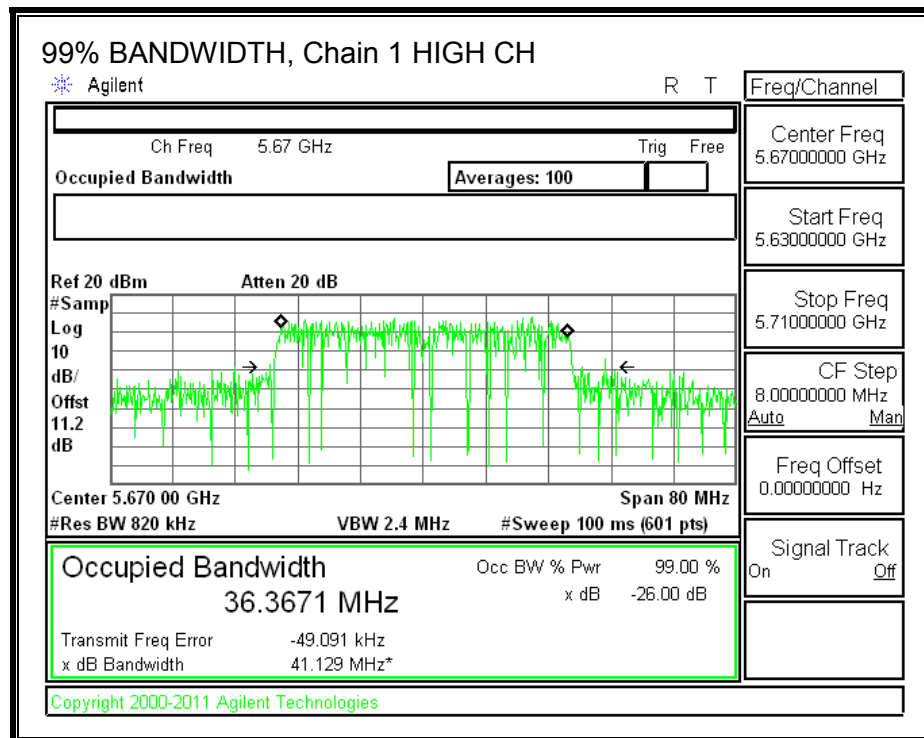 99% BANDWIDTH, Chain 1 HIGH CH
Agilent R T
Ch Freq 5.67 GHz Trig Free
Occupied Bandwidth Averages: 100
Ref 20 dBm Atten 20 dB
#Samp
Log
10
dB/
Offst
11.2
dB
Center 5.670 00 GHz Span 80 MHz
#Res BW 820 kHz VBW 2.4 MHz #Sweep 100 ms (601 pts)
Occupied Bandwidth Occ BW % Pwr 99.00 %
36.3671 MHz x dB -26.00 dB
Transmit Freq Error -49.091 kHz
x dB Bandwidth 41.129 MHz*
Copyright 2000-2011 Agilent Technologies
Freq/Channel
Center Freq
5.67000000 GHz
Start Freq
5.63000000 GHz
Stop Freq
5.71000000 GHz
CF Step
8.00000000 MHz
Auto Man
Freq Offset
0.00000000 Hz
Signal Track
On Off